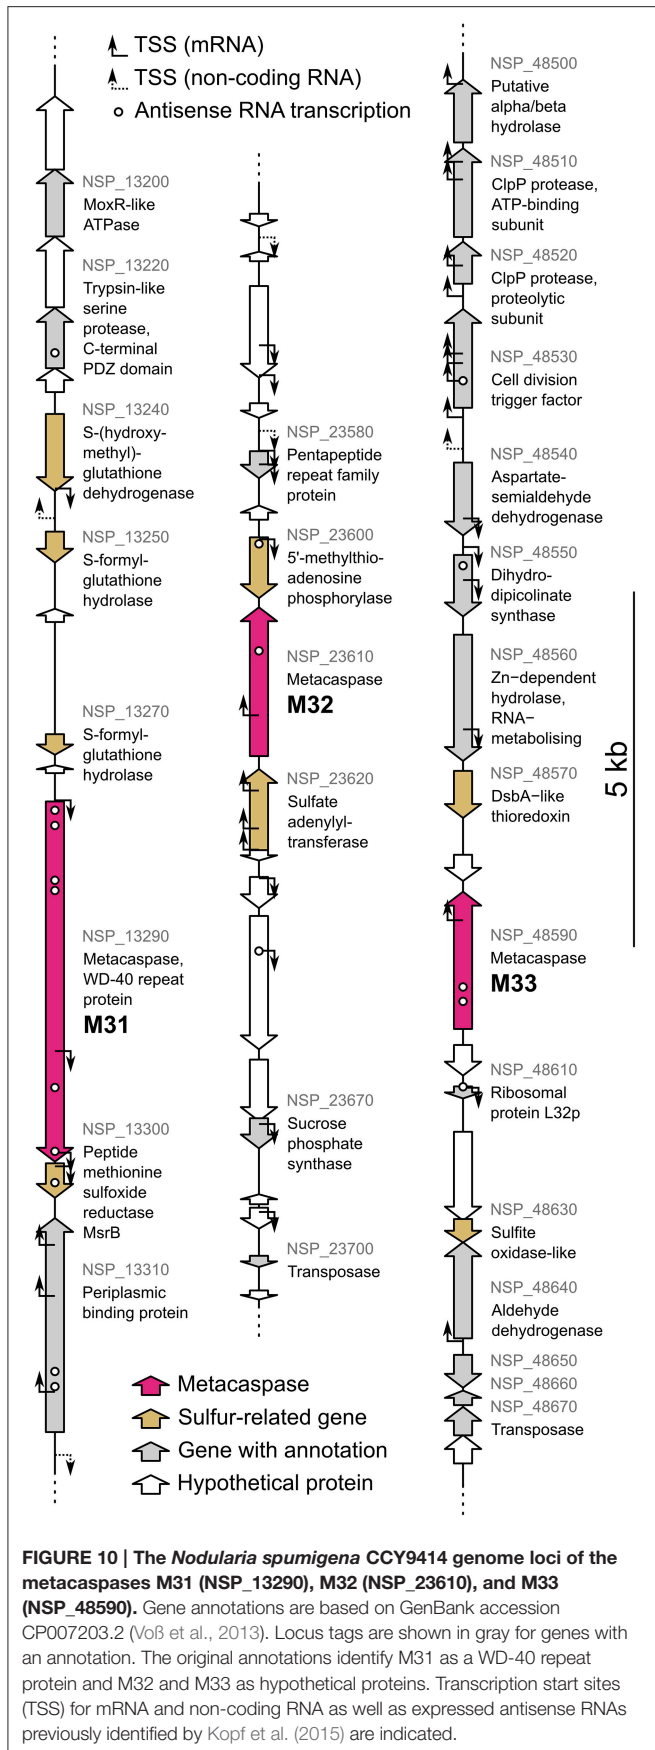 TSS (mRNA)
TSS (non-coding RNA)
Antisense RNA transcription
NSP_13200
MoxR-like
ATPase
NSP_13220
Trypsin-like
serine
protease,
C-terminal
PDZ domain
NSP_13240
S-(hydroxy-
methyl)-
glutathione
dehydrogenase
NSP_13250
S-formyl-
glutathione
hydrolase
NSP_13270
S-formyl-
glutathione
hydrolase
NSP_13290
Metacaspase,
WD-40 repeat
protein
M31
NSP_13300
Peptide
methionine
sulfoxide
reductase
MsrB
NSP_13310
Periplasmic
binding protein
NSP_23580
Pentapeptide
repeat family
protein
NSP_23600
5'-methylthio-
adenosine
phosphorylase
NSP_23610
Metacaspase
M32
NSP_23620
Sulfate
adenylyl-
transferase
NSP_23670
Sucrose
phosphate
synthase
NSP_23700
Transposase
NSP_48500
Putative
alpha/beta
hydrolase
NSP_48510
ClpP protease,
ATP-binding
subunit
NSP_48520
ClpP protease,
proteolytic
subunit
NSP_48530
Cell division
trigger factor
NSP_48540
Aspartate-
semialdehyde
dehydrogenase
NSP_48550
Dihydro-
dipicolinate
synthase
NSP_48560
Zn-dependent
hydrolase,
RNA-
metabolising
NSP_48570
DsbA-like
thioredoxin
NSP_48590
Metacaspase
M33
NSP_48610
Ribosomal
protein L32p
NSP_48630
Sulfite
oxidase-like
NSP_48640
Aldehyde
dehydrogenase
NSP_48650
NSP_48660
NSP_48670
Transposase
5 kb
Metacaspase
Sulfur-related gene
Gene with annotation
Hypothetical protein
FIGURE 10 | The Nodularia spumigena CCY9414 genome loci of the
metacaspases M31 (NSP_13290), M32 (NSP_23610), and M33
(NSP_48590). Gene annotations are based on GenBank accession
CP007203.2 (Voß et al., 2013). Locus tags are shown in gray for genes with
an annotation. The original annotations identify M31 as a WD-40 repeat
protein and M32 and M33 as hypothetical proteins. Transcription start sites
(TSS) for mRNA and non-coding RNA as well as expressed antisense RNAs
previously identified by Kopf et al. (2015) are indicated.